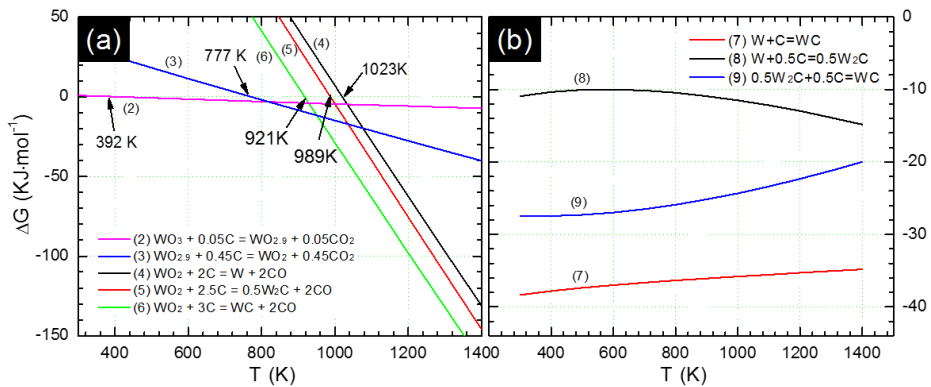 (a)
50
0
-50
-100
-150
ΔG (KJ·mol⁻¹)
(3)
777 K
(6)
(5)
(4)
1023K
(2)
392 K
921K
989K
(2) WO₃ + 0.05C = WO₂.₉ + 0.05CO₂
(3) WO₂.₉ + 0.45C = WO₂ + 0.45CO₂
(4) WO₂ + 2C = W + 2CO
(5) WO₂ + 2.5C = 0.5W₂C + 2CO
(6) WO₂ + 3C = WC + 2CO
400 600 800 1000 1200 1400
T (K)
(b)
(7) W+C=WC
(8) W+0.5C=0.5W₂C
(9) 0.5W₂C+0.5C=WC
(8)
(9)
(7)
0
-10
-20
-30
-40
400 600 800 1000 1200 1400
T (K)